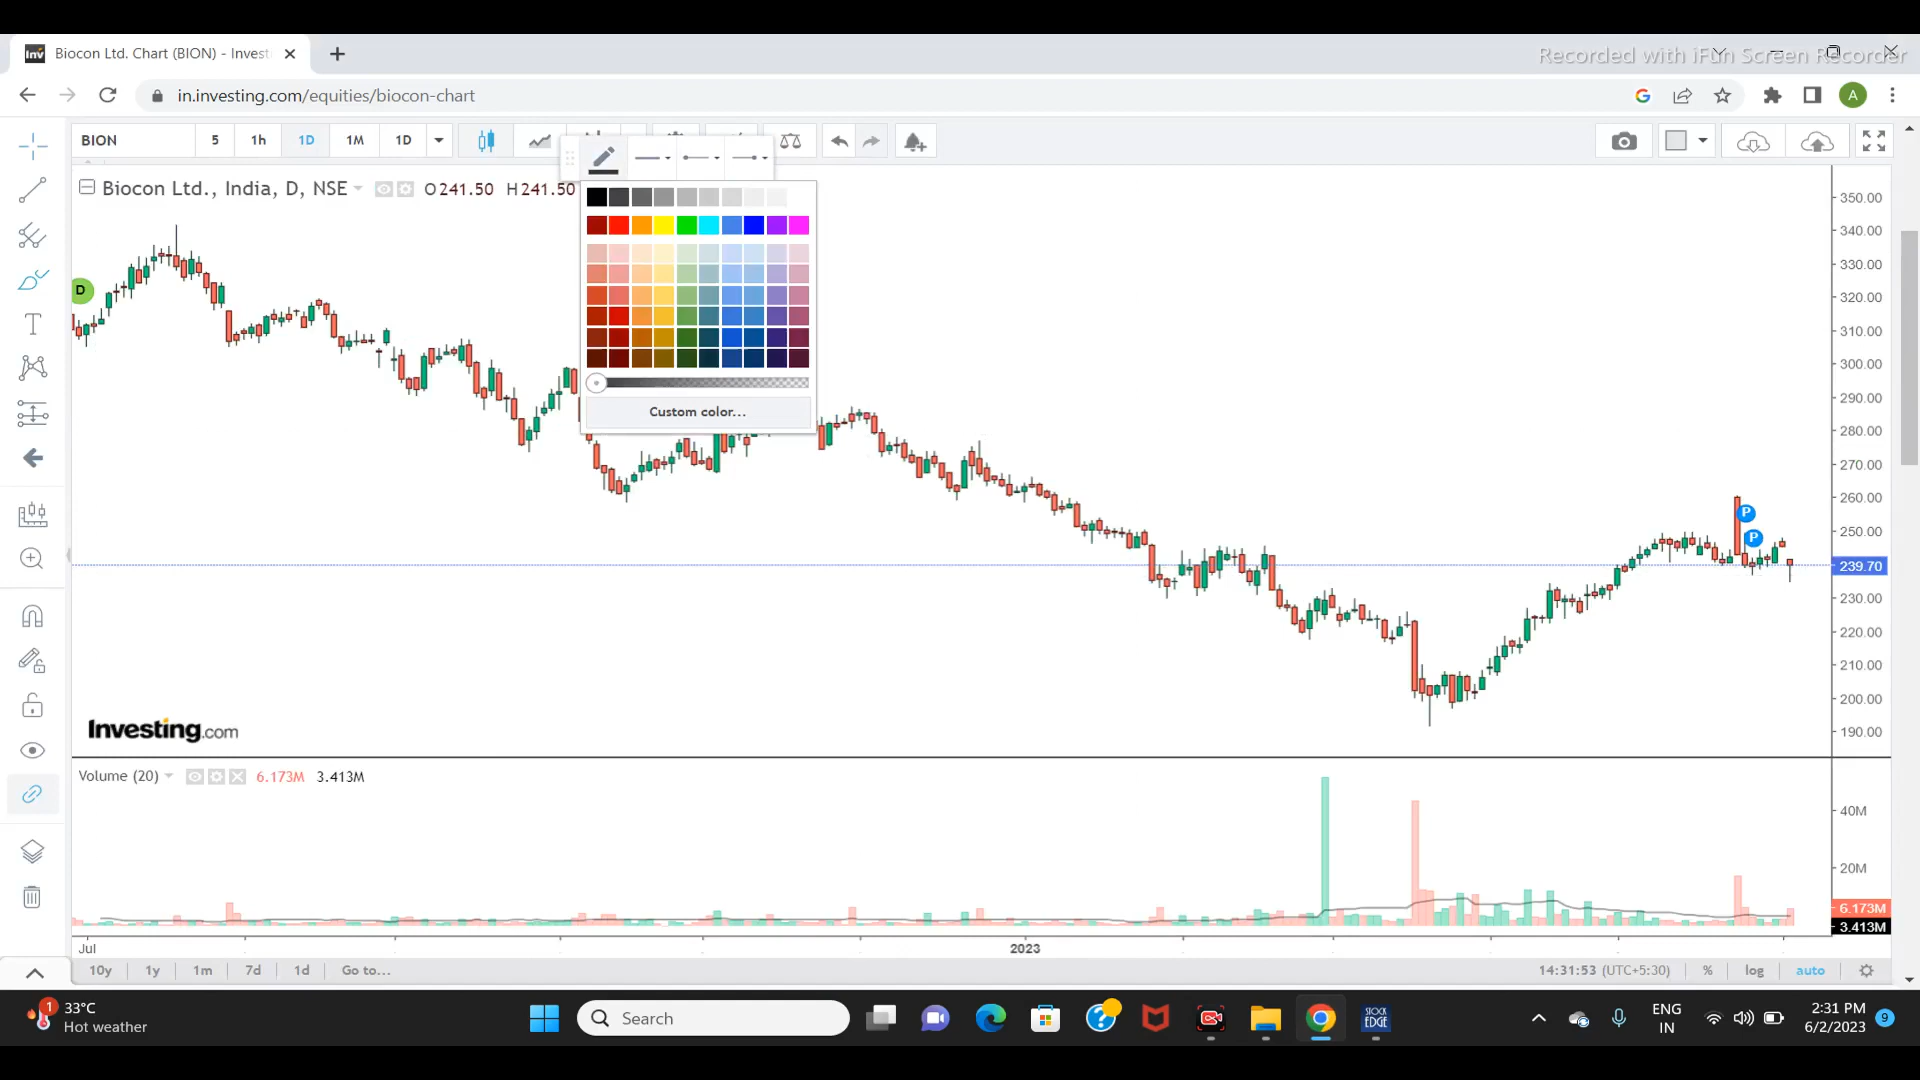 Biocon Ltd. Chart (BION) - Investi
Recorded with iFun Screen Recorder
in.investing.com/equities/biocon-chart
A
BION 5 1h 1D 1M 1D
Biocon Ltd., India, D, NSE O241.50 H241.50
350.00
340.00
330.00
D
320.00
310.00
300.00
290.00
Custom color...
280.00
270.00
260.00
P
250.00
P
239.70
230.00
220.00
210.00
200.00
Investing.com
190.00
Volume (20) 6.173M 3.413M
40M
20M
6.173M
3.413M
Jul 2023
10y 1y 1m 7d 1d Go to... 14:31:53 (UTC+5:30) % log auto
1
33°C
Hot weather
Search
STOCK
EDGE
ENG
IN
2:31 PM
6/2/2023
9